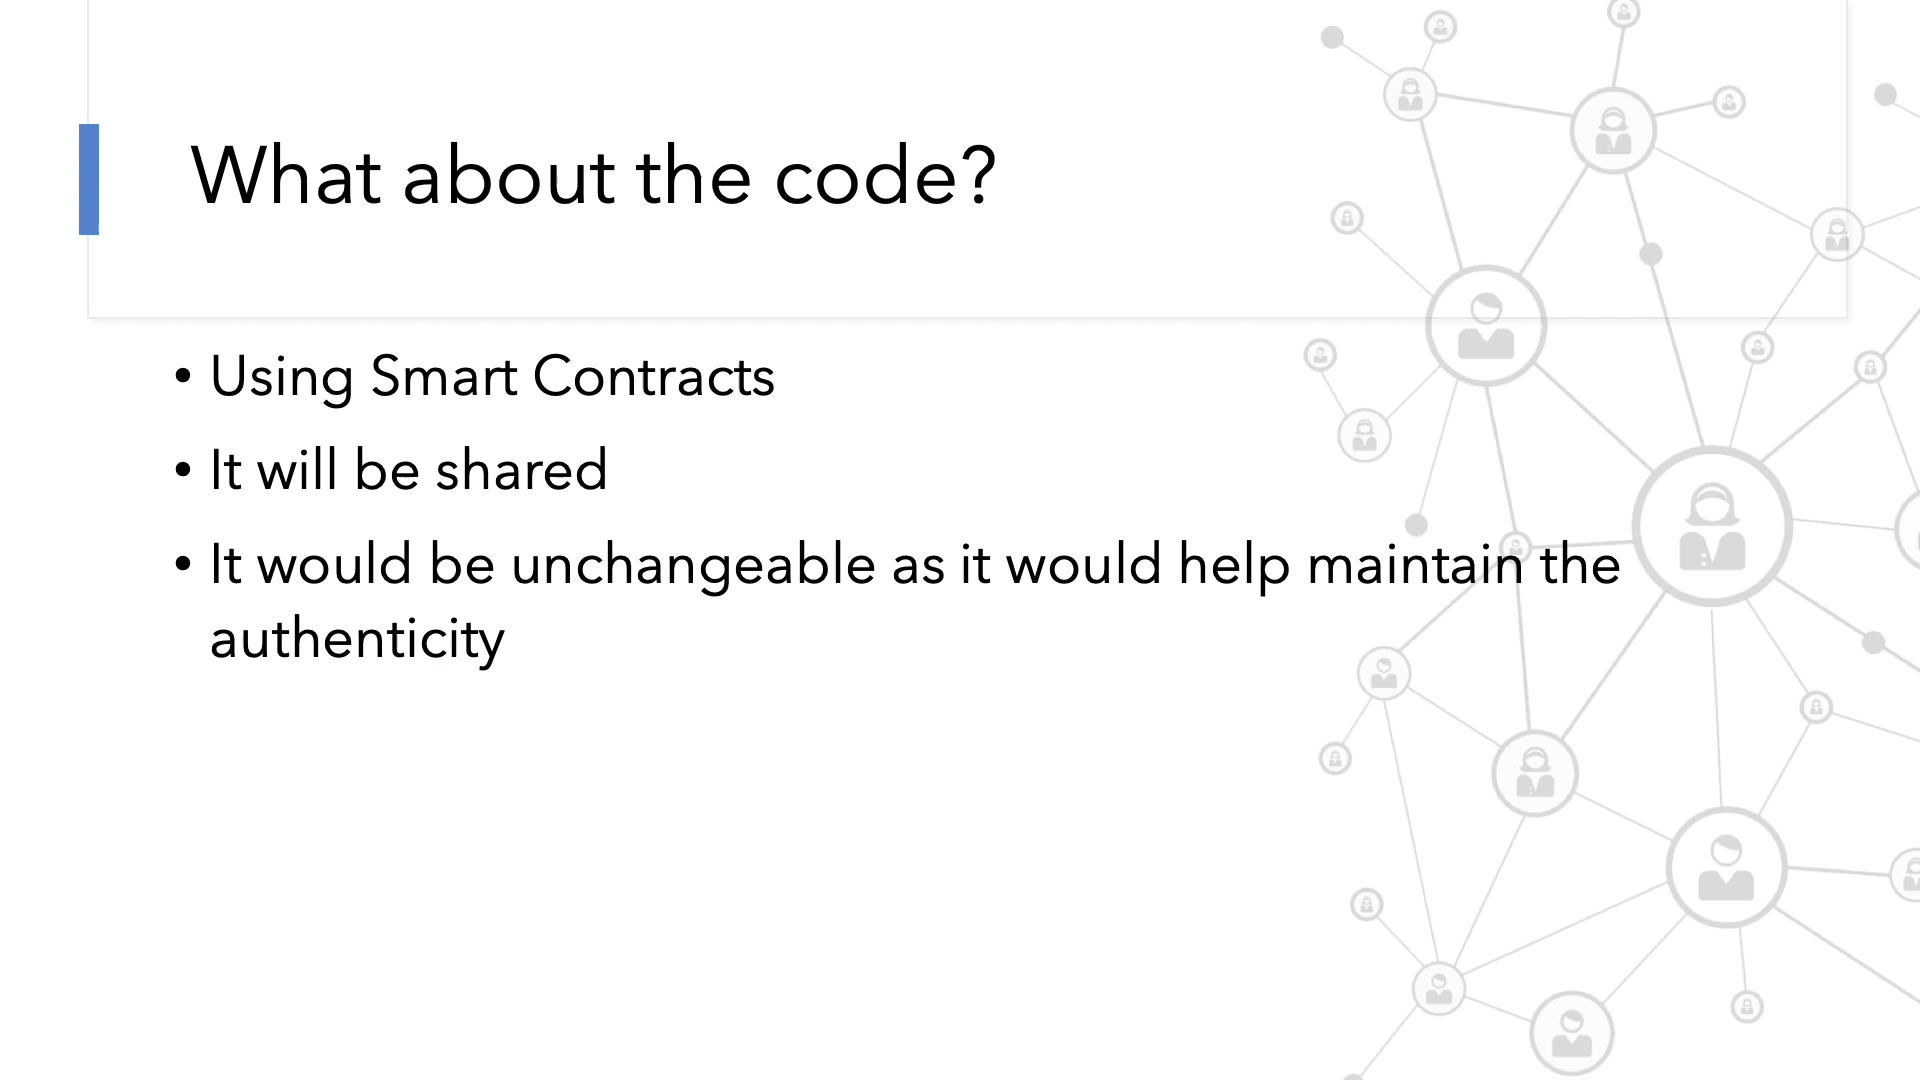 What about the code?
• Using Smart Contracts
• It will be shared
• It would be unchangeable as it would help maintain the
authenticity